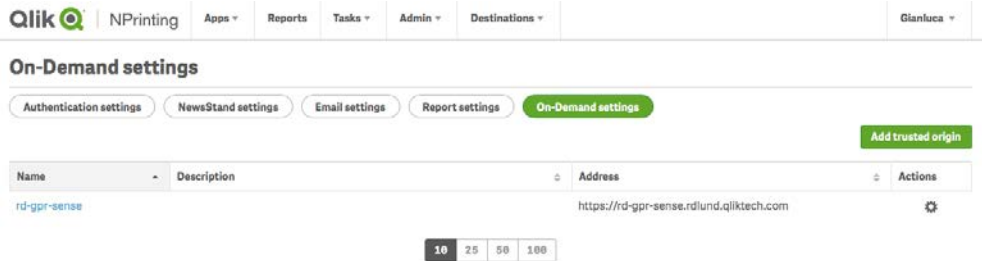 Qlik Q NPrinting Apps Reports Tasks Admin Destinations Gianluca
On-Demand settings
Authentication settings NewsStand settings Email settings Report settings On-Demand settings
Add trusted origin
Name Description Address Actions
rd-gpr-sense https://rd-gpr-sense.rdlund.qliktech.com
10 25 50 100